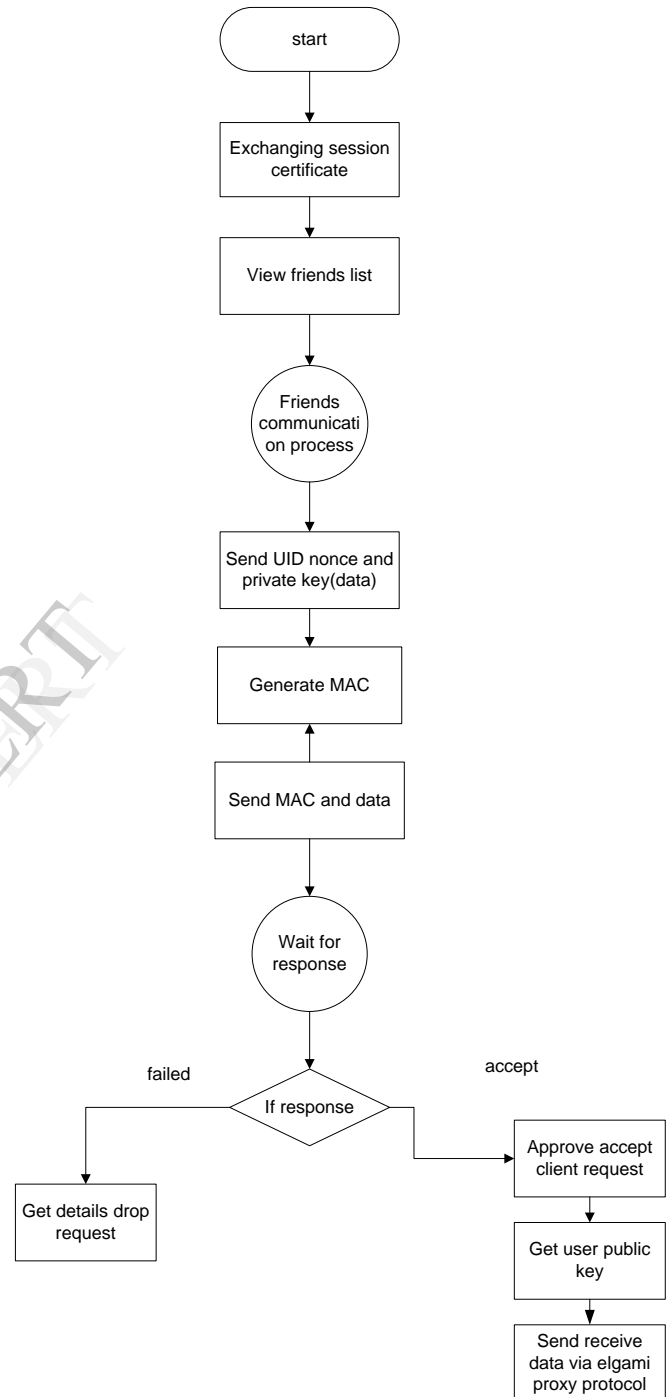 start
Exchanging session
certificate
View friends list
Friends
communicati
on process
Send UID nonce and
private key(data)
Generate MAC
Send MAC and data
Wait for
response
failed
accept
If response
Approve accept
client request
Get details drop
request
Get user public
key
Send receive
data via elgami
proxy protocol